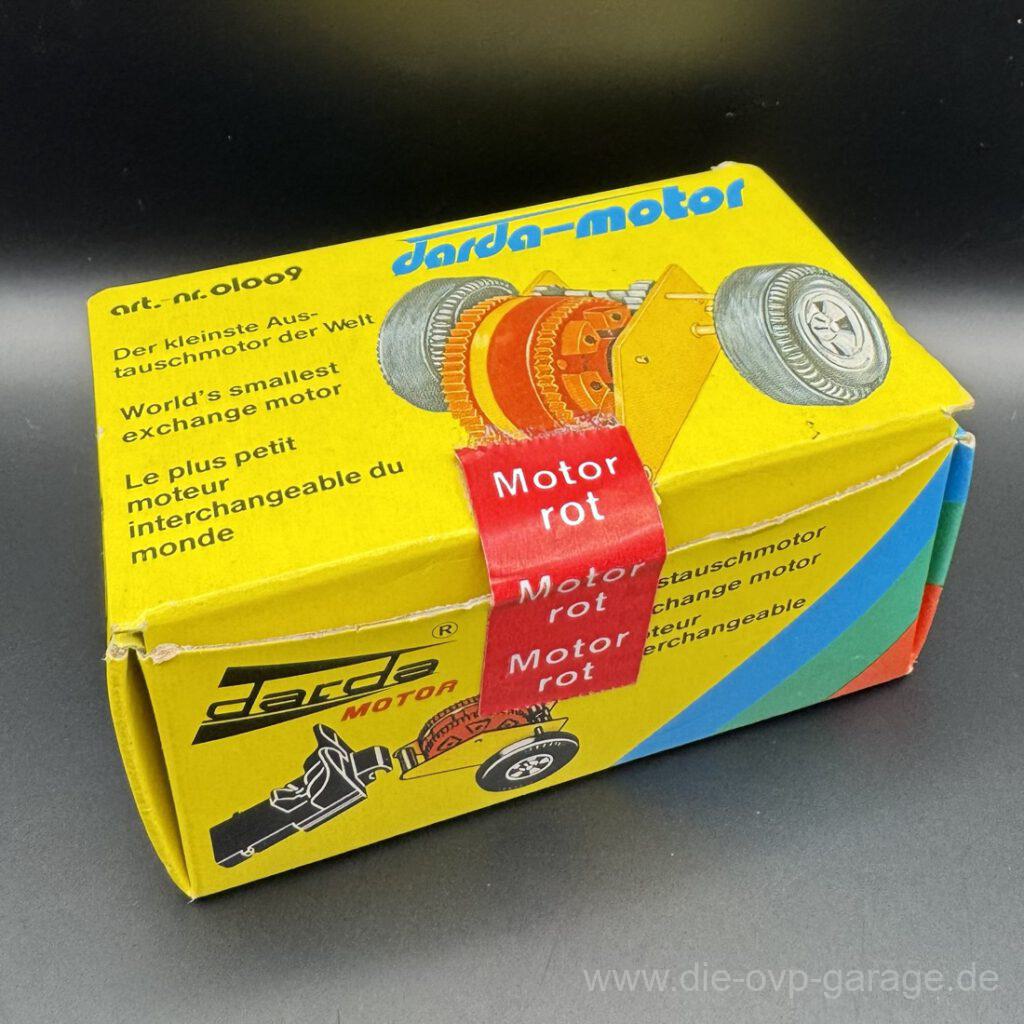 darda-motor
art.-nr.01009
Der kleinste Aus-
tauschmotor der Welt
World's smallest
exchange motor
Le plus petit
moteur
interchangeable du
monde
Motor
rot
Motor
rot
Motor
rot
stauschmotor
change motor
teur
erchangeable
Darda ®
MOTOR
www.die-ovp-garage.de